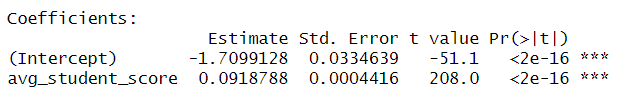 Coefficients:
Estimate Std. Error t value Pr(>|t|)
(Intercept) -1.7099128 0.0334639 -51.1 <2e-16 ***
avg_student_score 0.0918788 0.0004416 208.0 <2e-16 ***